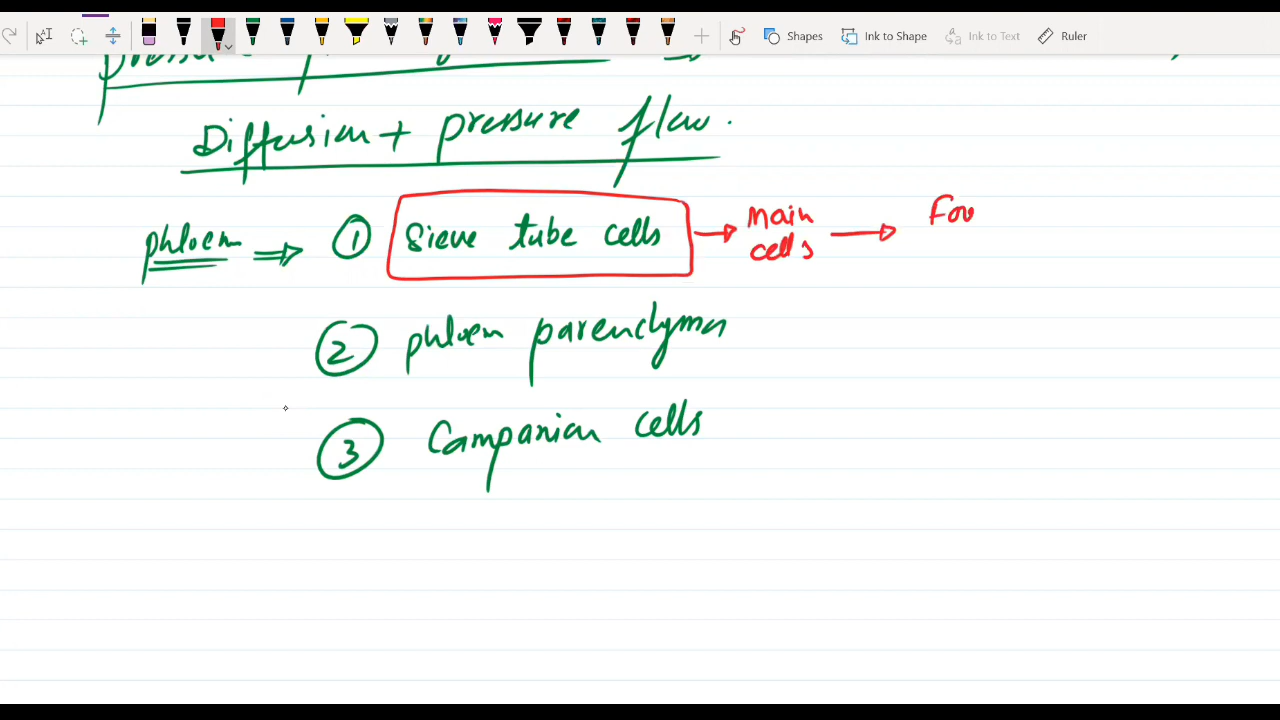 Shapes Ink to Shape Ink to Text Ruler
Diffusion + pressure flow.
phloem ⇒ ① Sieve tube cells → Main cells → Foo
② phloem parenchyma
③ Companion cells